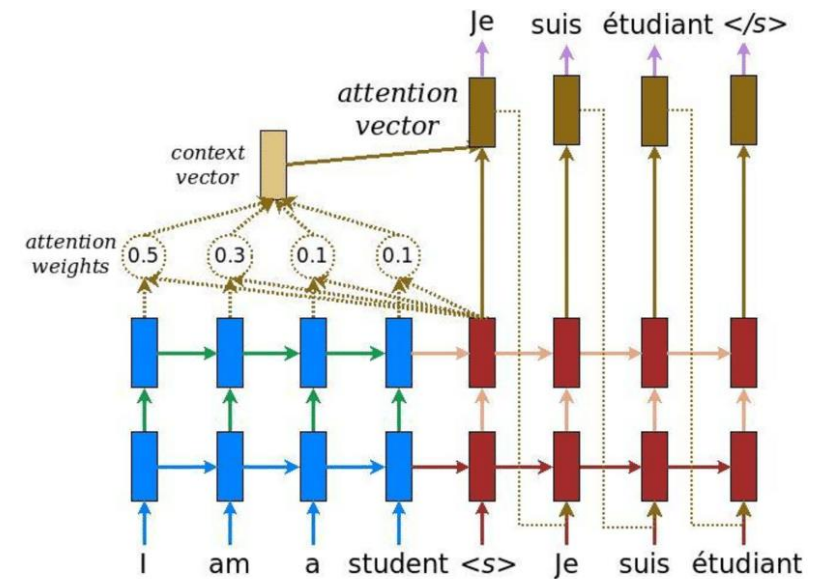 Je suis étudiant </s>
attention
vector
context
vector
attention
weights
0.5 0.3 0.1 0.1
I am a student <s> Je suis étudiant